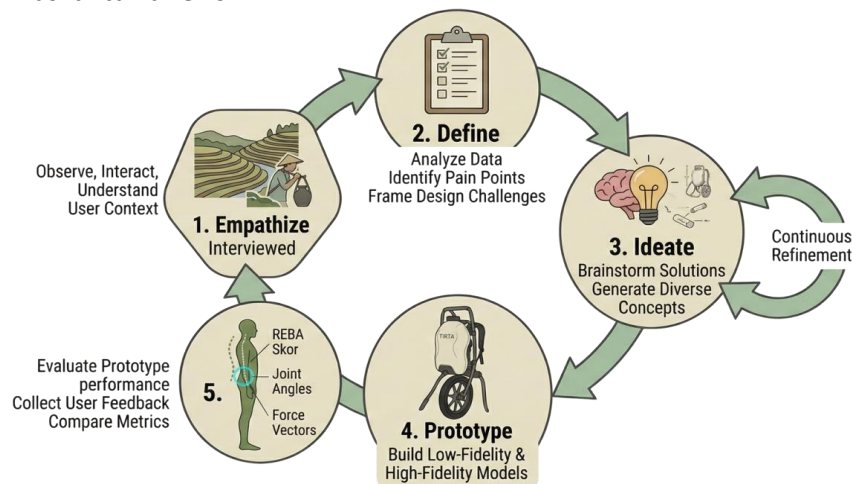 2. Define
Analyze Data
Identify Pain Points
Frame Design Challenges
Observe, Interact,
Understand
User Context
1. Empathize
Interviewed
3. Ideate
Brainstorm Solutions
Generate Diverse
Concepts
Continuous
Refinement
TIRTA
4. Prototype
Build Low-Fidelity &
High-Fidelity Models
5.
REBA
Skor
Joint
Angles
Force
Vectors
Evaluate Prototype
performance
Collect User Feedback
Compare Metrics